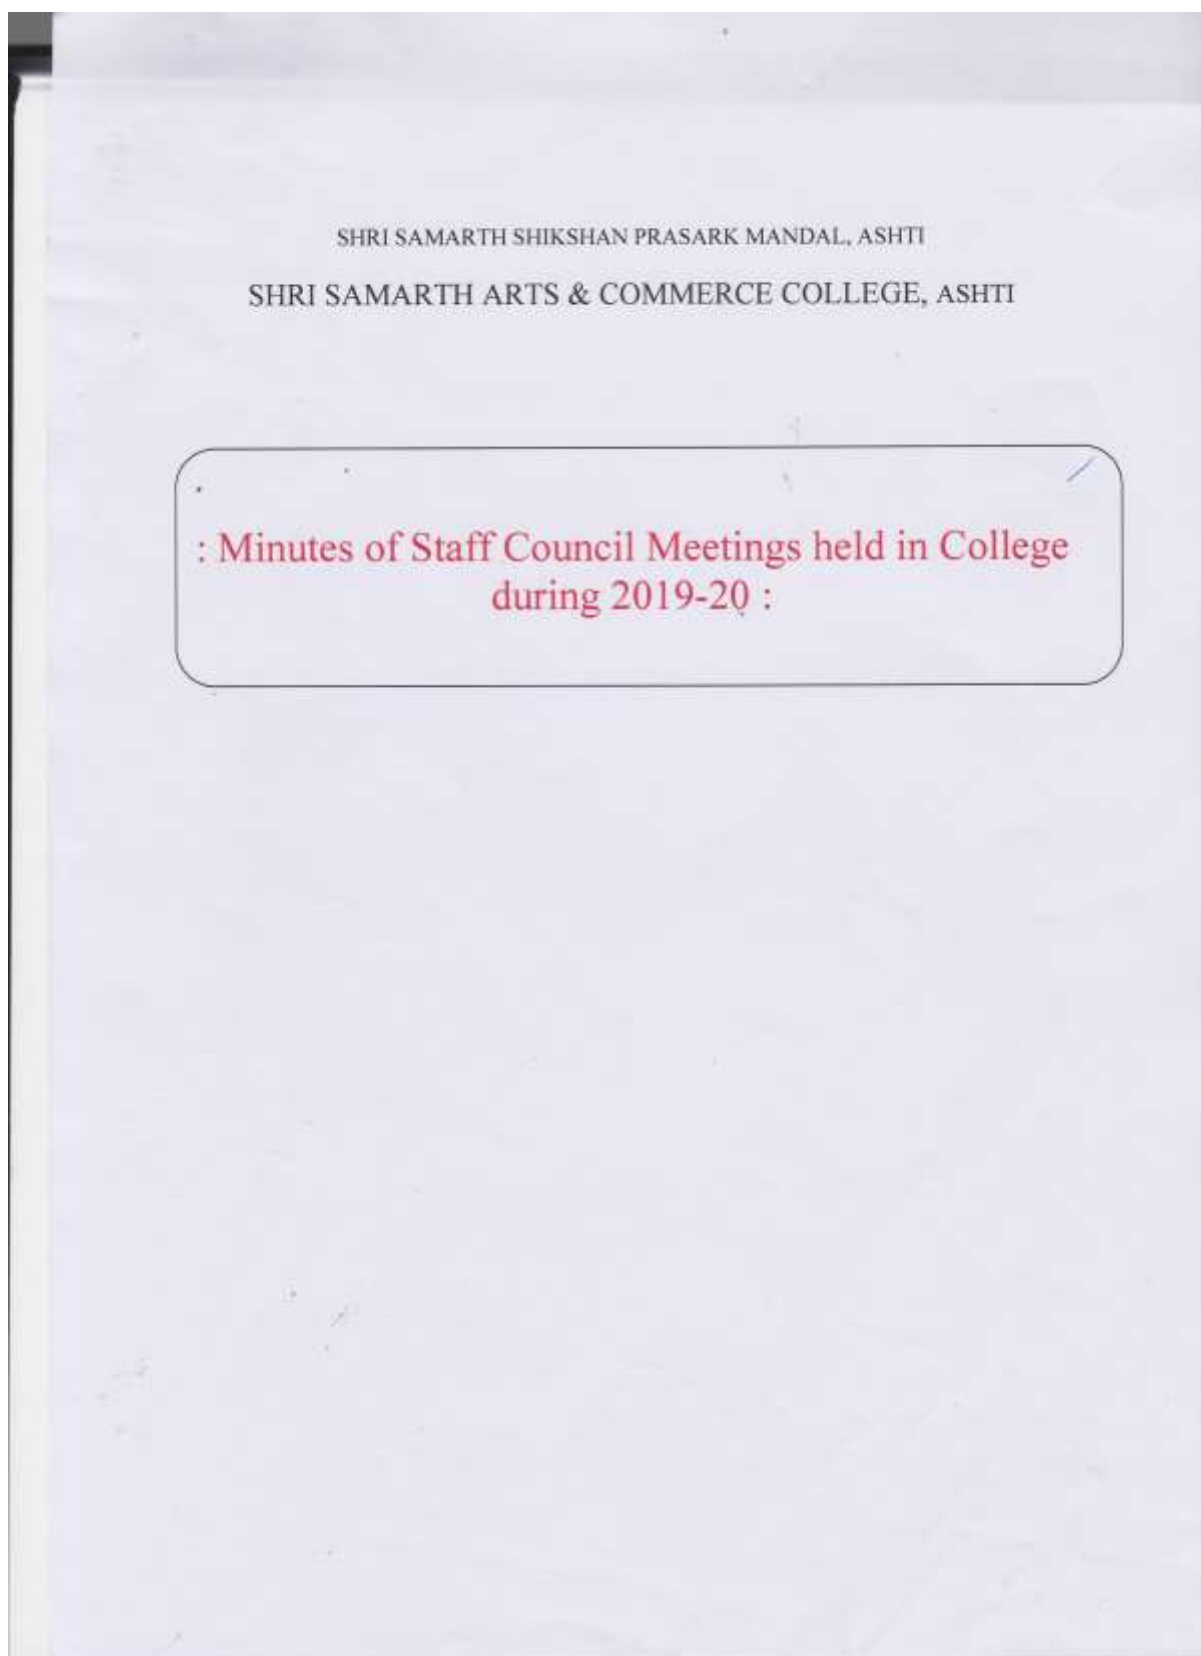 SHRI SAMARTH SHIKSHAN PRASARK MANDAL, ASHTI
SHRI SAMARTH ARTS & COMMERCE COLLEGE, ASHTI
: Minutes of Staff Council Meetings held in College
during 2019-20 :